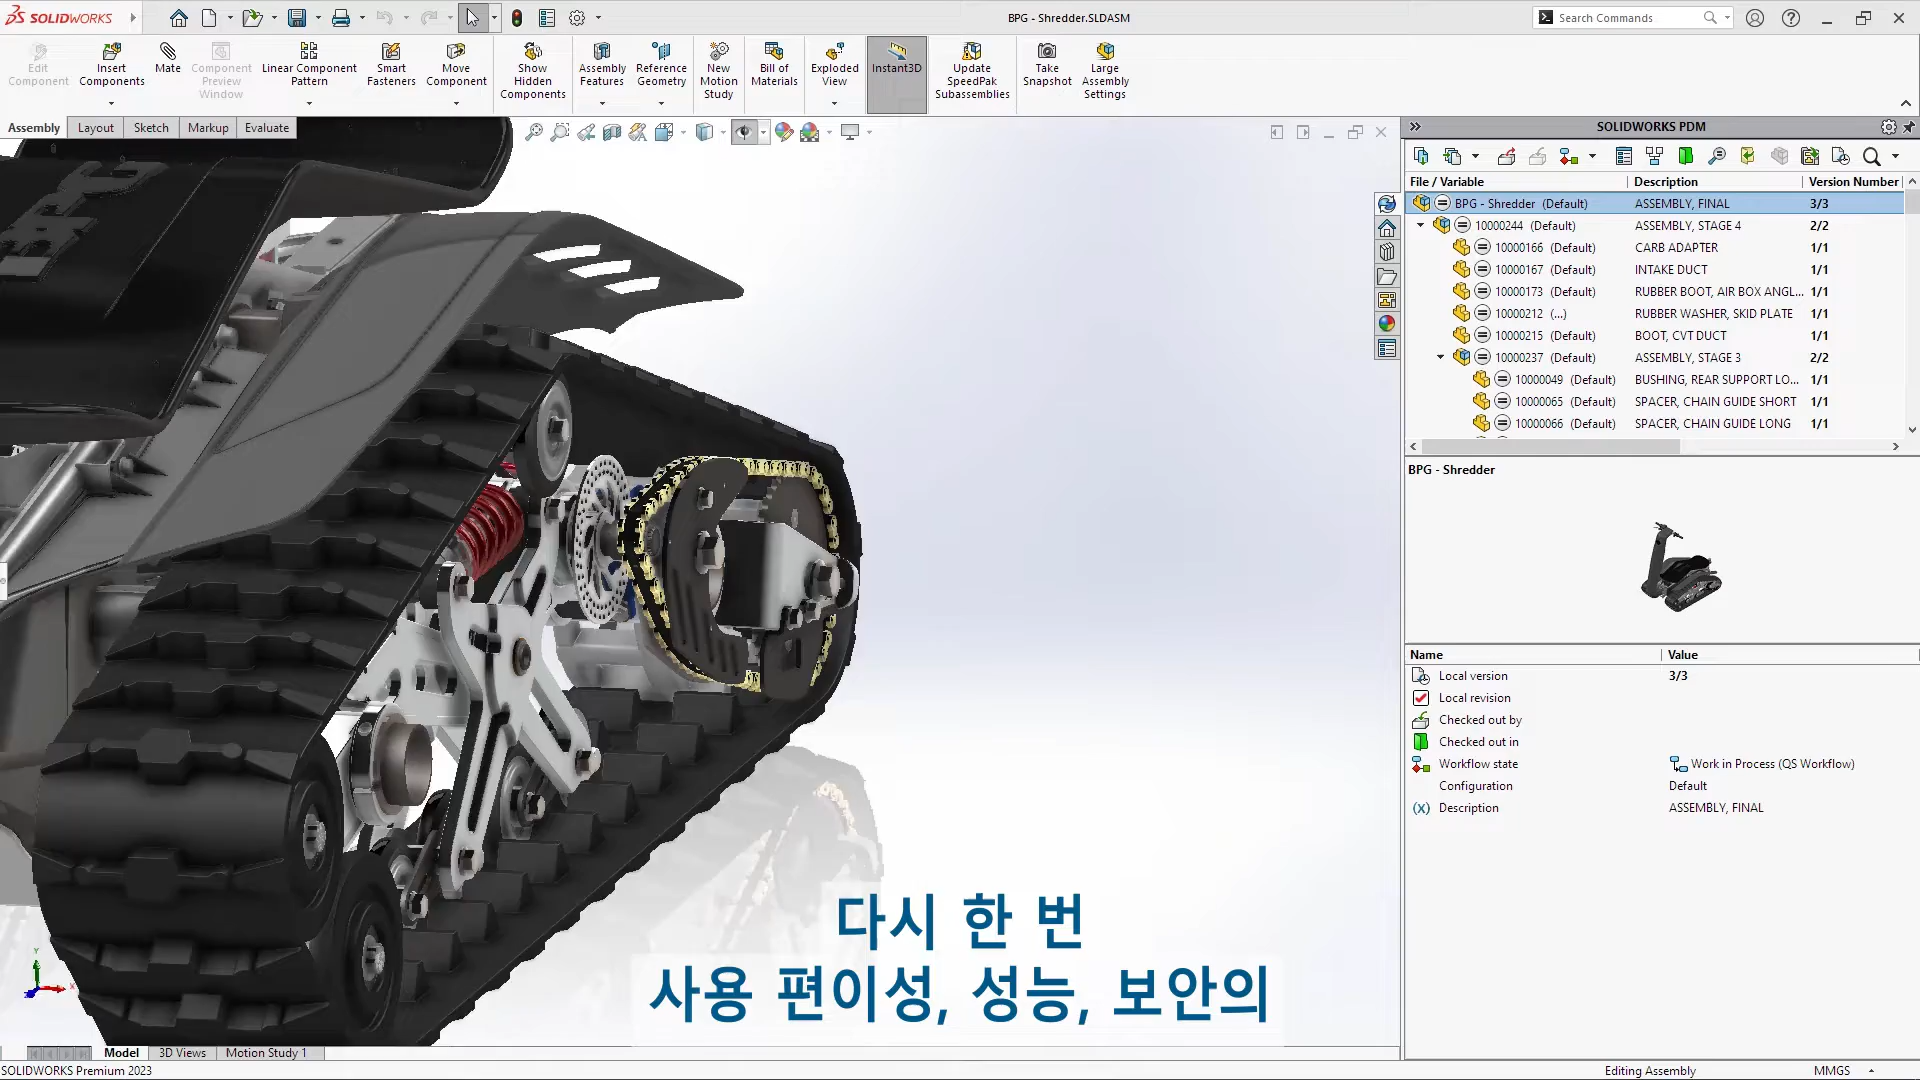 SOLIDWORKS
BPG - Shredder.SLDASM
Search Commands
Edit Component
Insert Components
Mate
Component Preview Window
Linear Component Pattern
Smart Fasteners
Move Component
Show Hidden Components
Assembly Features
Reference Geometry
New Motion Study
Bill of Materials
Exploded View
Instant3D
Update SpeedPak Subassemblies
Take Snapshot
Large Assembly Settings
Assembly Layout Sketch Markup Evaluate
SOLIDWORKS PDM
File / Variable Description Version Number
BPG - Shredder (Default) ASSEMBLY, FINAL 3/3
10000244 (Default) ASSEMBLY, STAGE 4 2/2
10000166 (Default) CARB ADAPTER 1/1
10000167 (Default) INTAKE DUCT 1/1
10000173 (Default) RUBBER BOOT, AIR BOX ANGL... 1/1
10000212 (...) RUBBER WASHER, SKID PLATE 1/1
10000215 (Default) BOOT, CVT DUCT 1/1
10000237 (Default) ASSEMBLY, STAGE 3 2/2
10000049 (Default) BUSHING, REAR SUPPORT LO... 1/1
10000065 (Default) SPACER, CHAIN GUIDE SHORT 1/1
10000066 (Default) SPACER, CHAIN GUIDE LONG 1/1
BPG - Shredder
Name Value
Local version 3/3
Local revision
Checked out by
Checked out in
Workflow state Work in Process (QS Workflow)
Configuration Default
(x) Description ASSEMBLY, FINAL
BPG
다시 한 번
사용 편이성, 성능, 보안의
Model 3D Views Motion Study 1
SOLIDWORKS Premium 2023
Editing Assembly MMGS